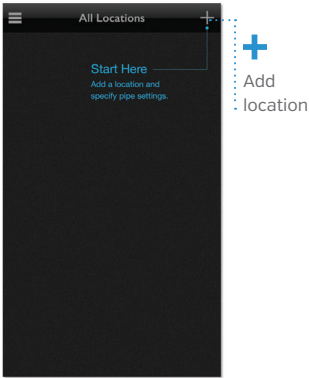 All Locations
Start Here
Add a location and
specify pipe settings.
Add
location